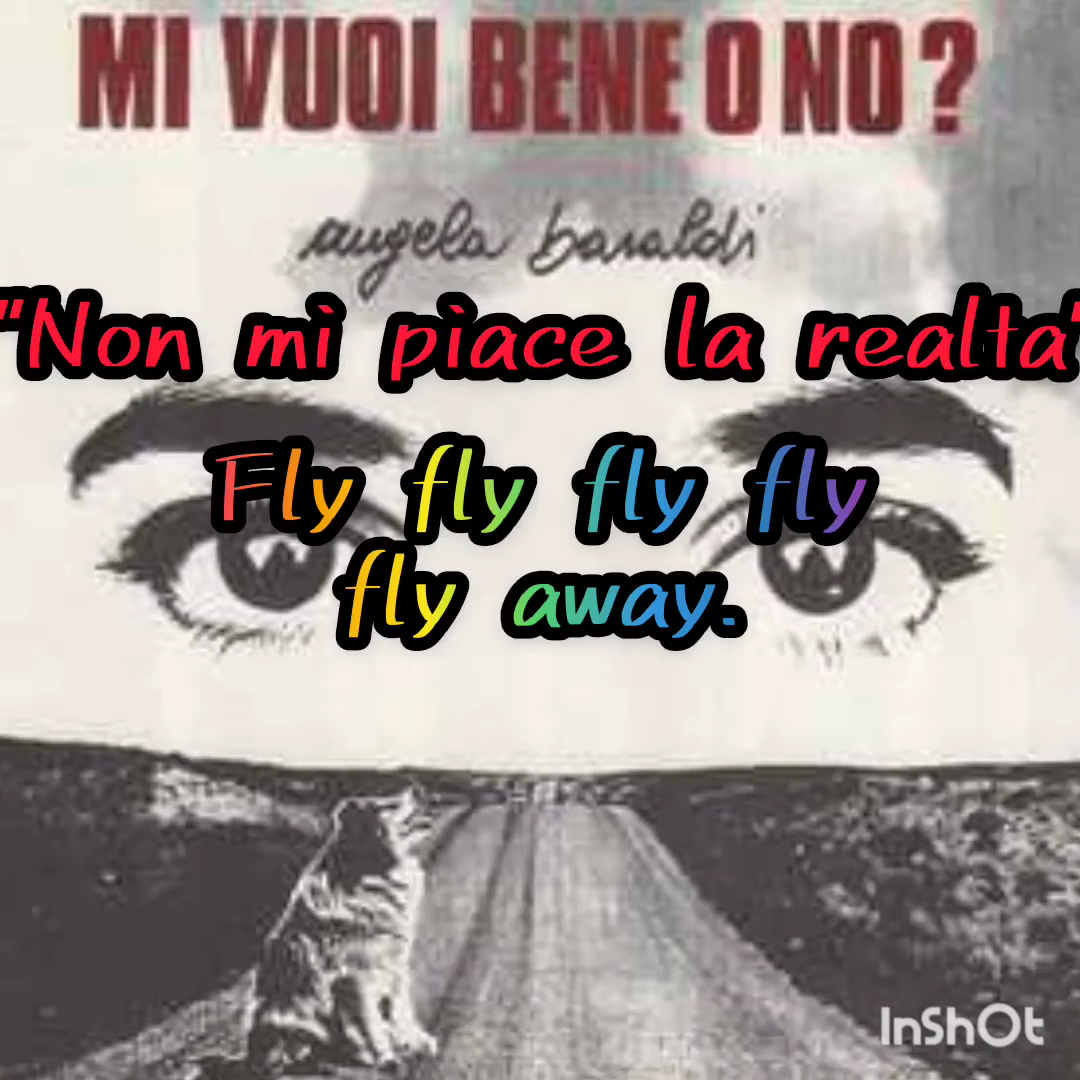 MI VUOI BENE O NO?
angela baraldi
"Non mi piace la realta"
Fly fly fly fly
fly away.
InShOt